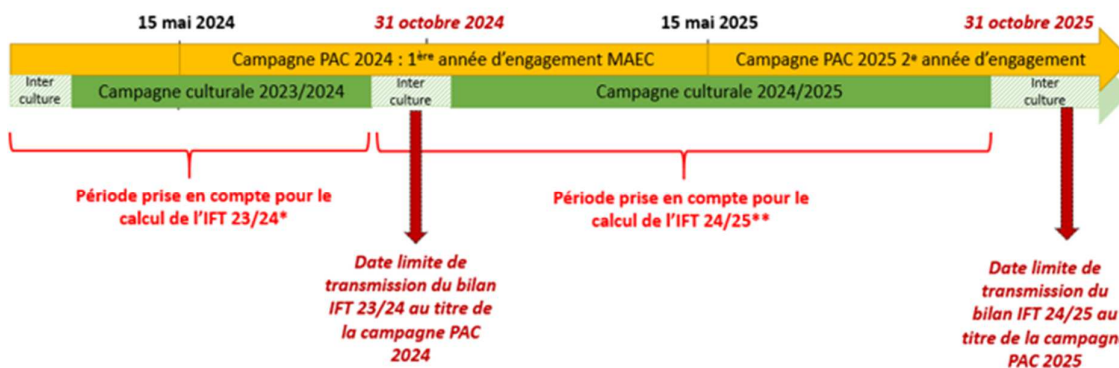 15 mai 2024
31 octobre 2024
15 mai 2025
31 octobre 2025
Campagne PAC 2024 : 1ère année d'engagement MAEC
Campagne PAC 2025 2e année d'engagement
Inter
culture
Campagne culturale 2023/2024
Inter
culture
Campagne culturale 2024/2025
Inter
culture
Période prise en compte pour le
calcul de l'IFT 23/24*
Période prise en compte pour le
calcul de l'IFT 24/25**
Date limite de
transmission du bilan
IFT 23/24 au titre de
la campagne PAC
2024
Date limite de
transmission du
bilan IFT 24/25 au
titre de la campagne
PAC 2025